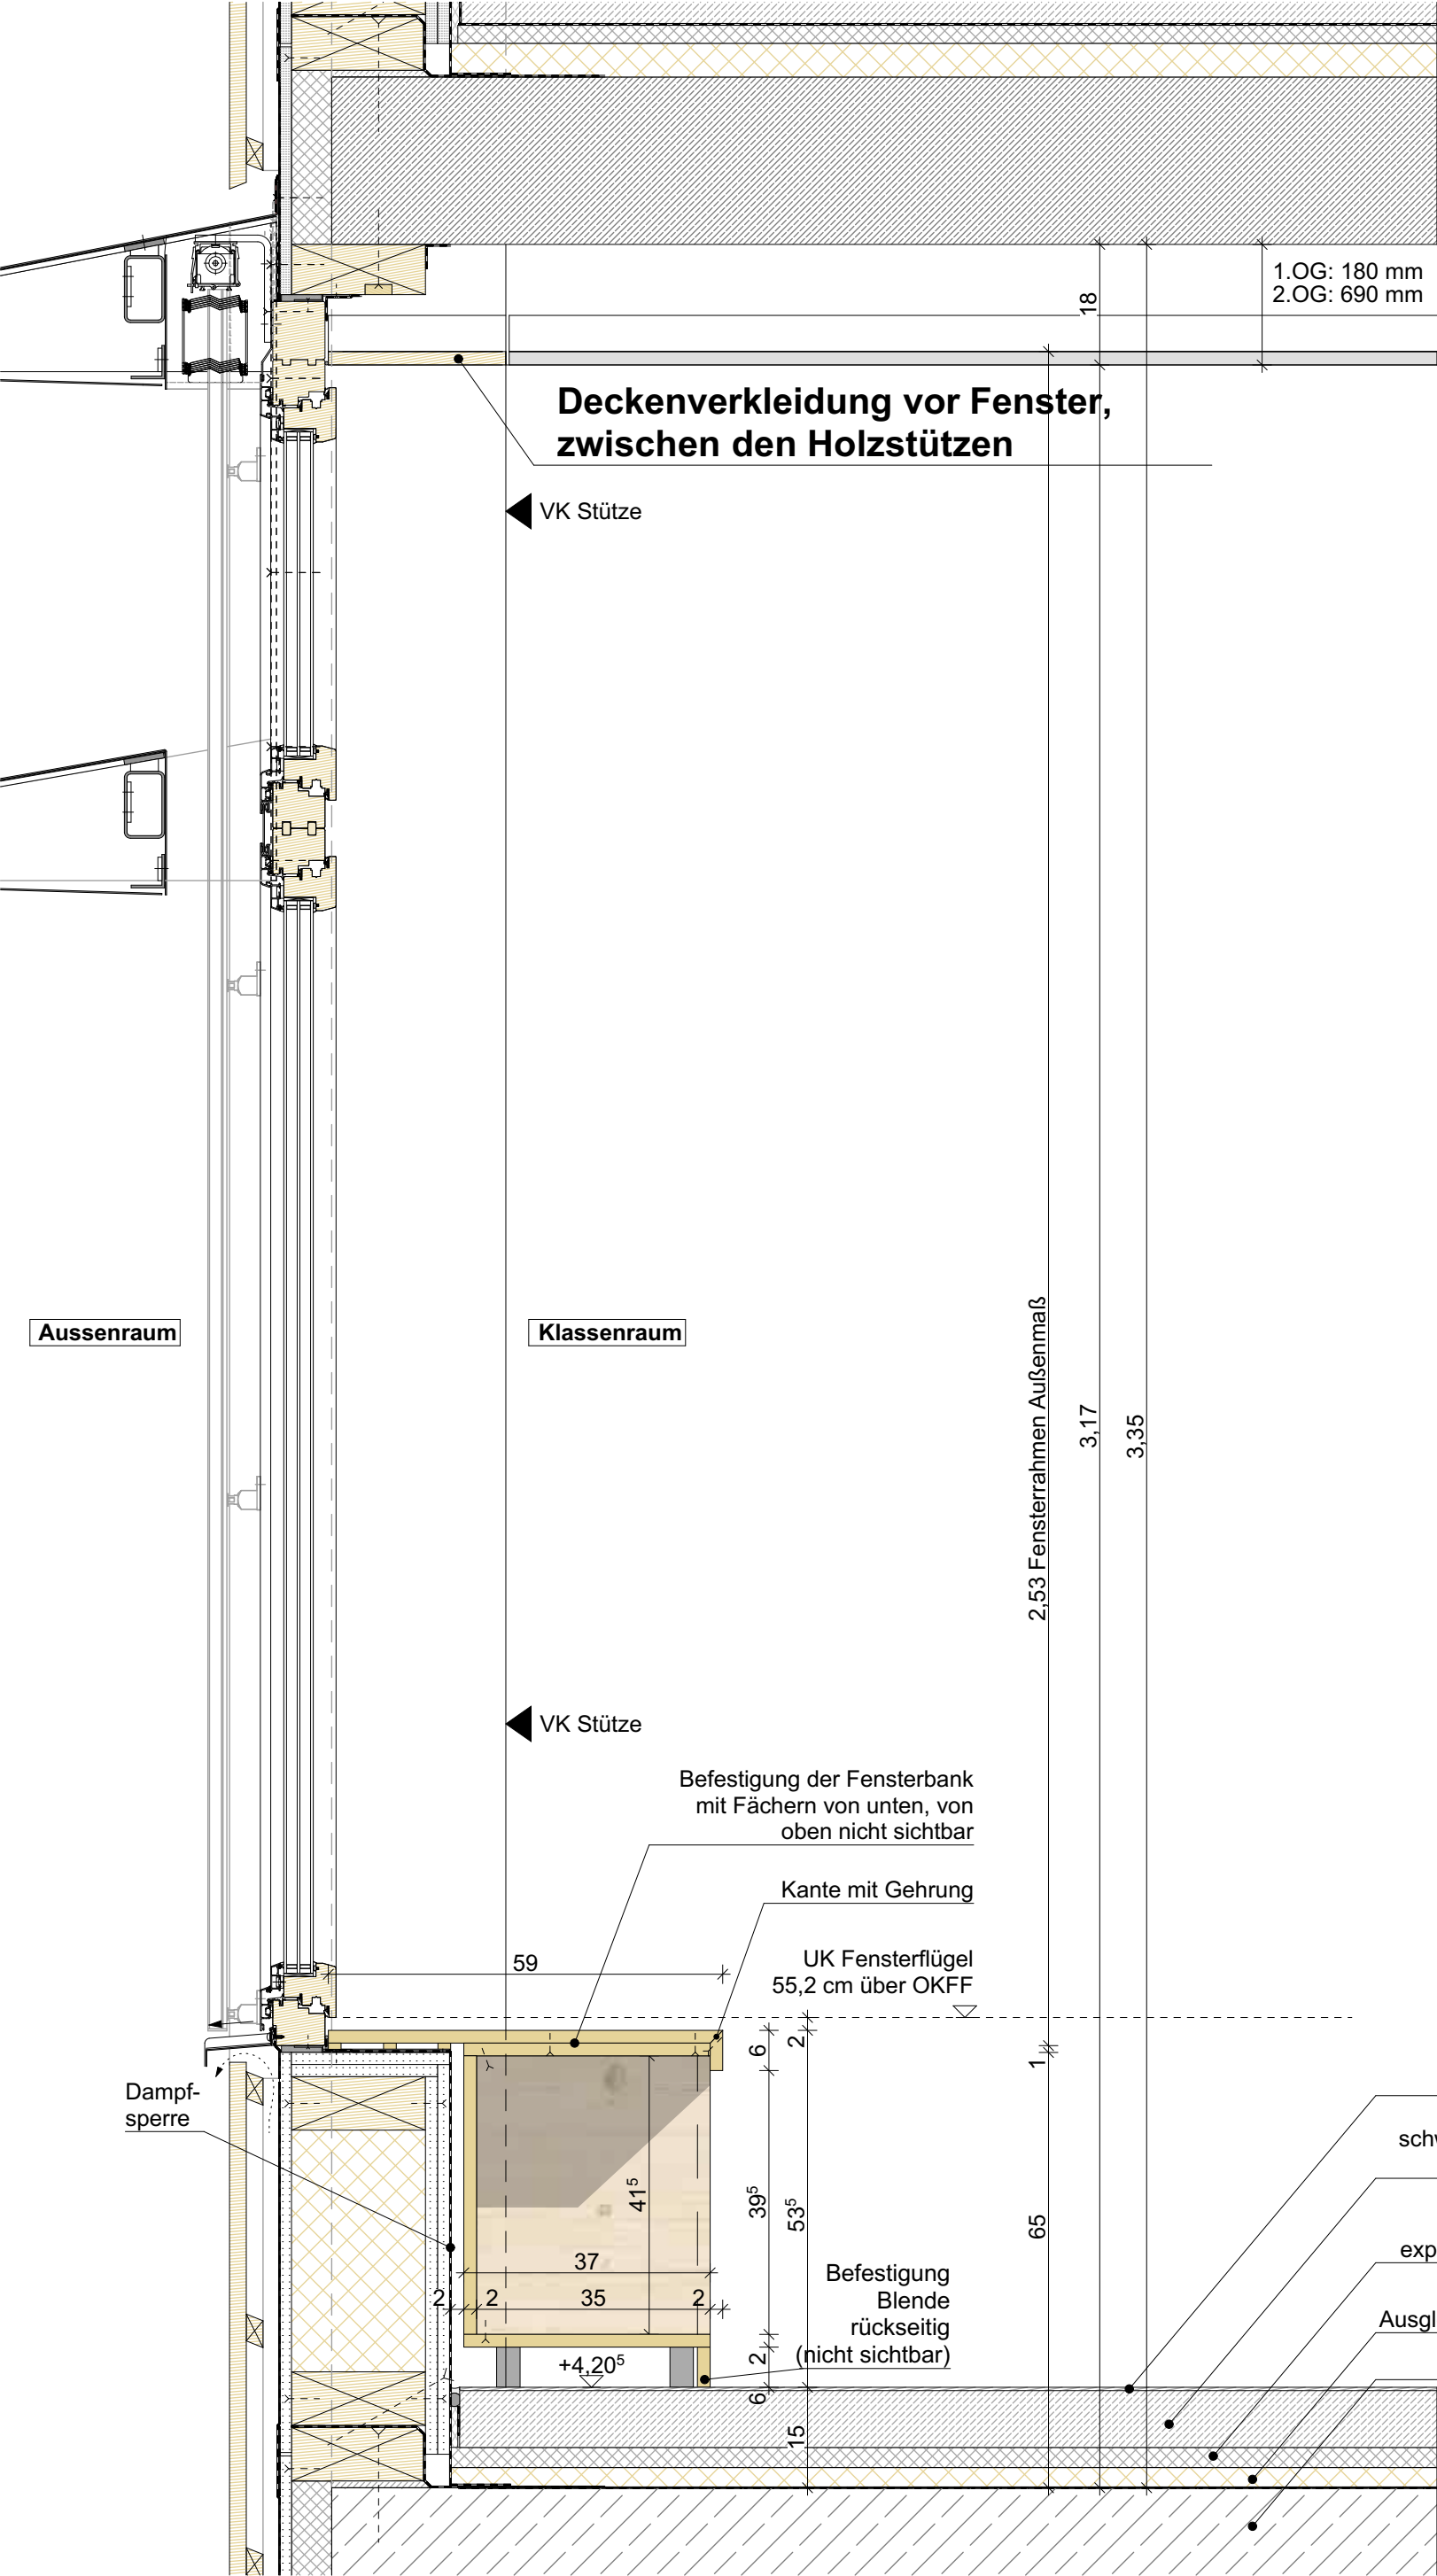 1.OG: 180 mm
2.OG: 690 mm
18
Deckenverkleidung vor Fenster,
zwischen den Holzstützen
VK Stütze
Aussenraum
Klassenraum
2,53 Fensterrahmen Außenmaß
3,17
3,35
VK Stütze
Befestigung der Fensterbank
mit Fächern von unten, von
oben nicht sichtbar
Kante mit Gehrung
59
UK Fensterflügel
55,2 cm über OKFF
6
2
1
Dampf-
sperre
schw
41⁵
39⁵
53⁵
65
exp
37
2
2
35
2
Befestigung
Blende
rückseitig
(nicht sichtbar)
Ausgl
+4,20⁵
2
6
15